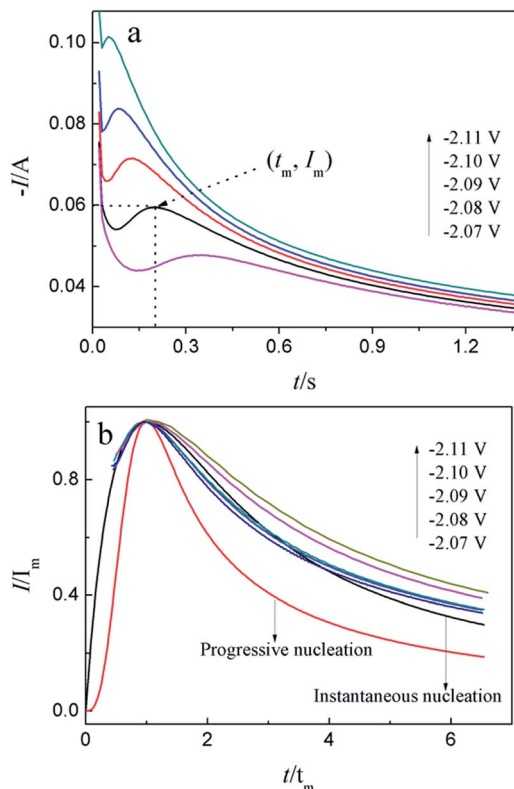 a
0.10
0.08
0.06
0.04
-I/A
(tm, Im)
-2.11 V
-2.10 V
-2.09 V
-2.08 V
-2.07 V
0.0 0.3 0.6 0.9 1.2
t/s
b
0.8
0.4
0.0
I/Im
-2.11 V
-2.10 V
-2.09 V
-2.08 V
-2.07 V
Progressive nucleation
Instantaneous nucleation
0 2 4 6
t/tm